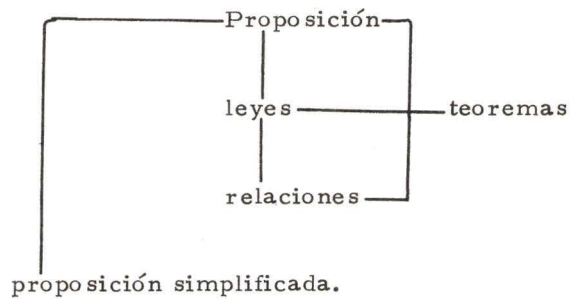 Proposición
leyes teoremas
relaciones
proposición simplificada.